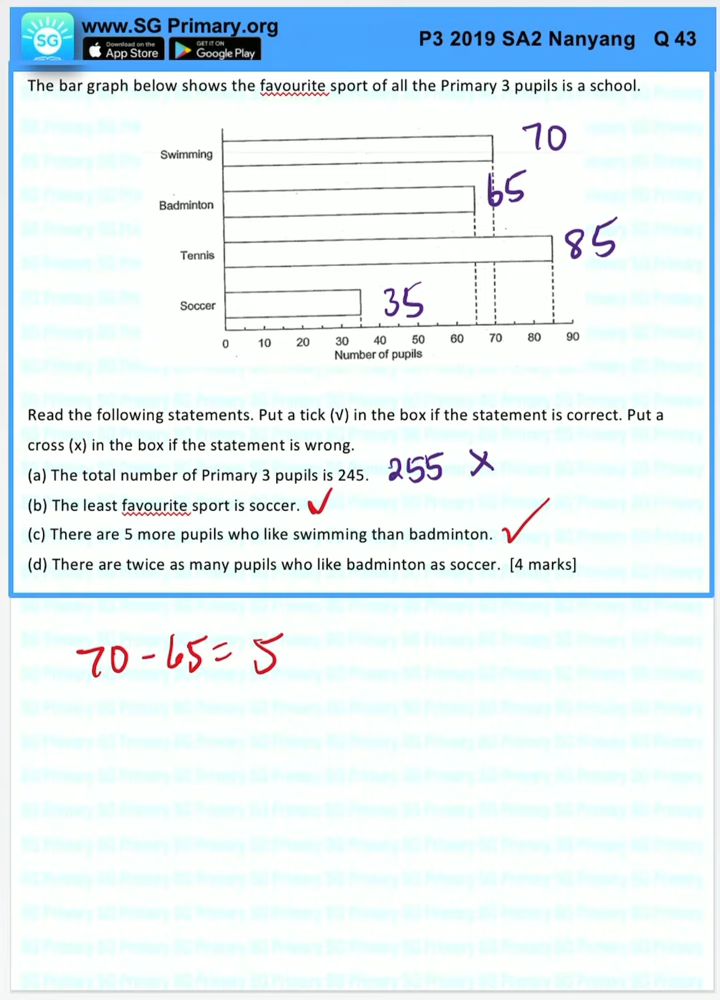 www.SG Primary.org
SG
Download on the App Store
GET IT ON Google Play
P3 2019 SA2 Nanyang Q 43
The bar graph below shows the favourite sport of all the Primary 3 pupils is a school.
Swimming 70
Badminton 65
Tennis 85
Soccer 35
0 10 20 30 40 50 60 70 80 90
Number of pupils
Read the following statements. Put a tick (√) in the box if the statement is correct. Put a
cross (x) in the box if the statement is wrong.
(a) The total number of Primary 3 pupils is 245. 255 ×
(b) The least favourite sport is soccer. ✓
(c) There are 5 more pupils who like swimming than badminton. ✓
(d) There are twice as many pupils who like badminton as soccer. [4 marks]
70 - 65 = 5